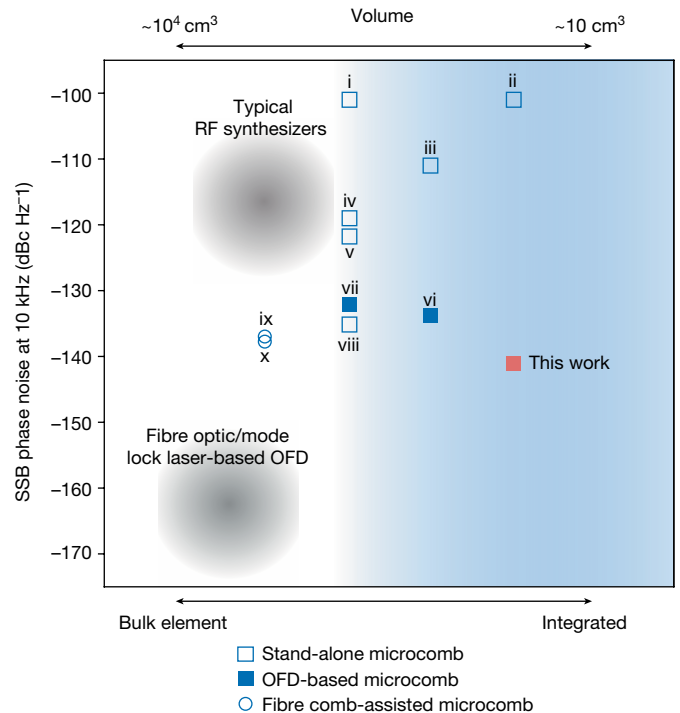 Volume
~10⁴ cm³
~10 cm³
SSB phase noise at 10 kHz (dBc Hz⁻¹)
−100
−110
−120
−130
−140
−150
−160
−170
i
ii
Typical
RF synthesizers
iii
iv
v
vii
vi
ix
viii
x
This work
Fibre optic/mode
lock laser-based OFD
Bulk element
Integrated
Stand-alone microcomb
OFD-based microcomb
Fibre comb-assisted microcomb